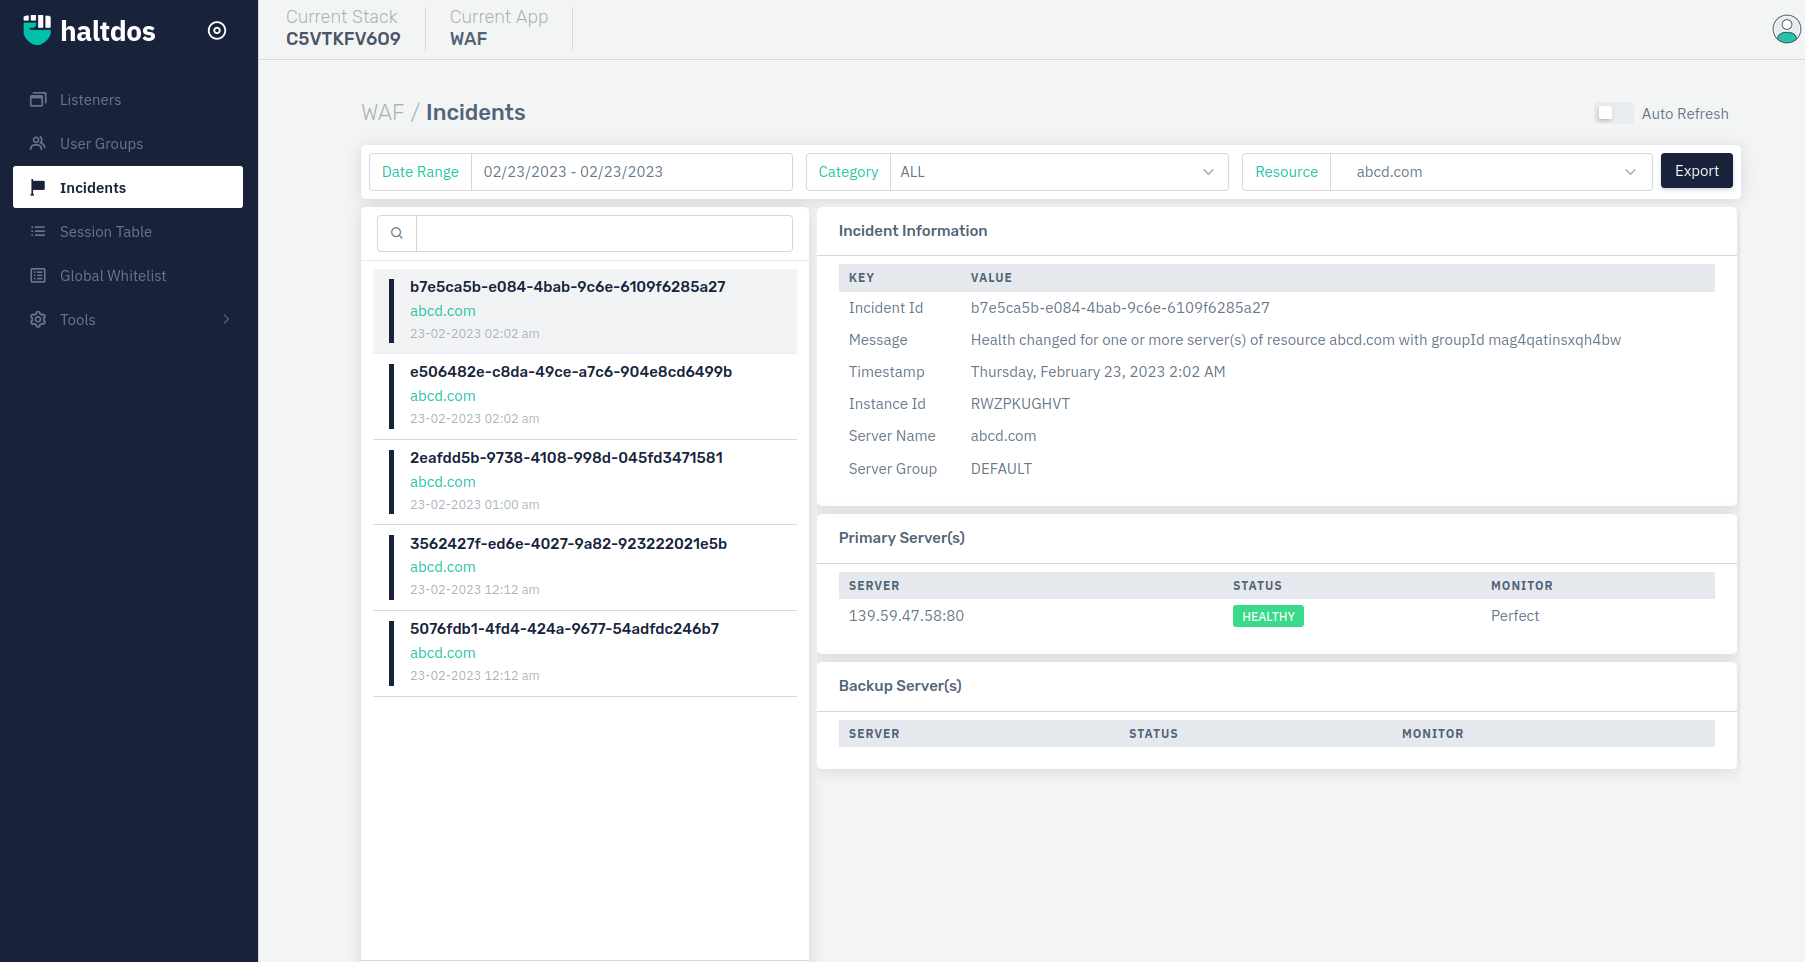 haltdos
Listeners
User Groups
Incidents
Session Table
Global Whitelist
Tools
Current Stack
C5VTKFV6O9
Current App
WAF
WAF / Incidents
Auto Refresh
Date Range 02/23/2023 - 02/23/2023
Category ALL
Resource abcd.com
Export
b7e5ca5b-e084-4bab-9c6e-6109f6285a27
abcd.com
23-02-2023 02:02 am
e506482e-c8da-49ce-a7c6-904e8cd6499b
abcd.com
23-02-2023 02:02 am
2eafdd5b-9738-4108-998d-045fd3471581
abcd.com
23-02-2023 01:00 am
3562427f-ed6e-4027-9a82-923222021e5b
abcd.com
23-02-2023 12:12 am
5076fdb1-4fd4-424a-9677-54adfdc246b7
abcd.com
23-02-2023 12:12 am
Incident Information
KEY VALUE
Incident Id b7e5ca5b-e084-4bab-9c6e-6109f6285a27
Message Health changed for one or more server(s) of resource abcd.com with groupId mag4qatinsxqh4bw
Timestamp Thursday, February 23, 2023 2:02 AM
Instance Id RWZPKUGHVT
Server Name abcd.com
Server Group DEFAULT
Primary Server(s)
SERVER STATUS MONITOR
139.59.47.58:80 HEALTHY Perfect
Backup Server(s)
SERVER STATUS MONITOR